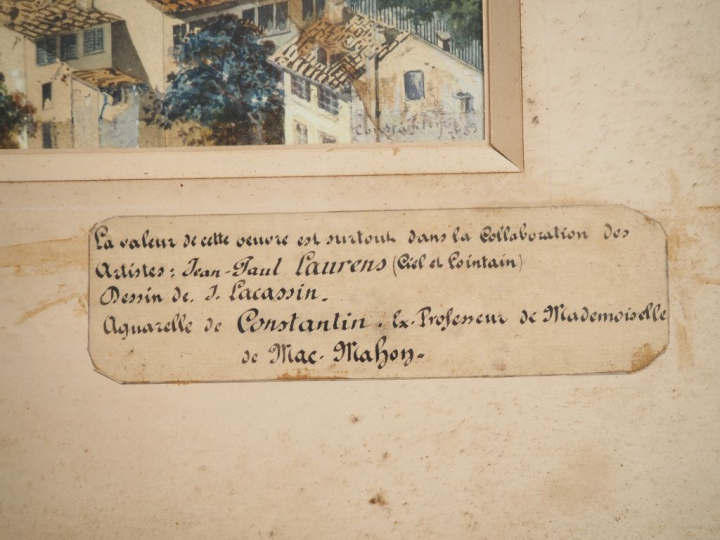 Constantin
La valeur de cette oeuvre est surtout dans la Collaboration des
Artistes : Jean-Paul Laurens (Ciel et Lointain)
Dessin de J. Lacassin.
Aquarelle de Constantin. Ex-Professeur de Mademoiselle
de Mac-Mahon.